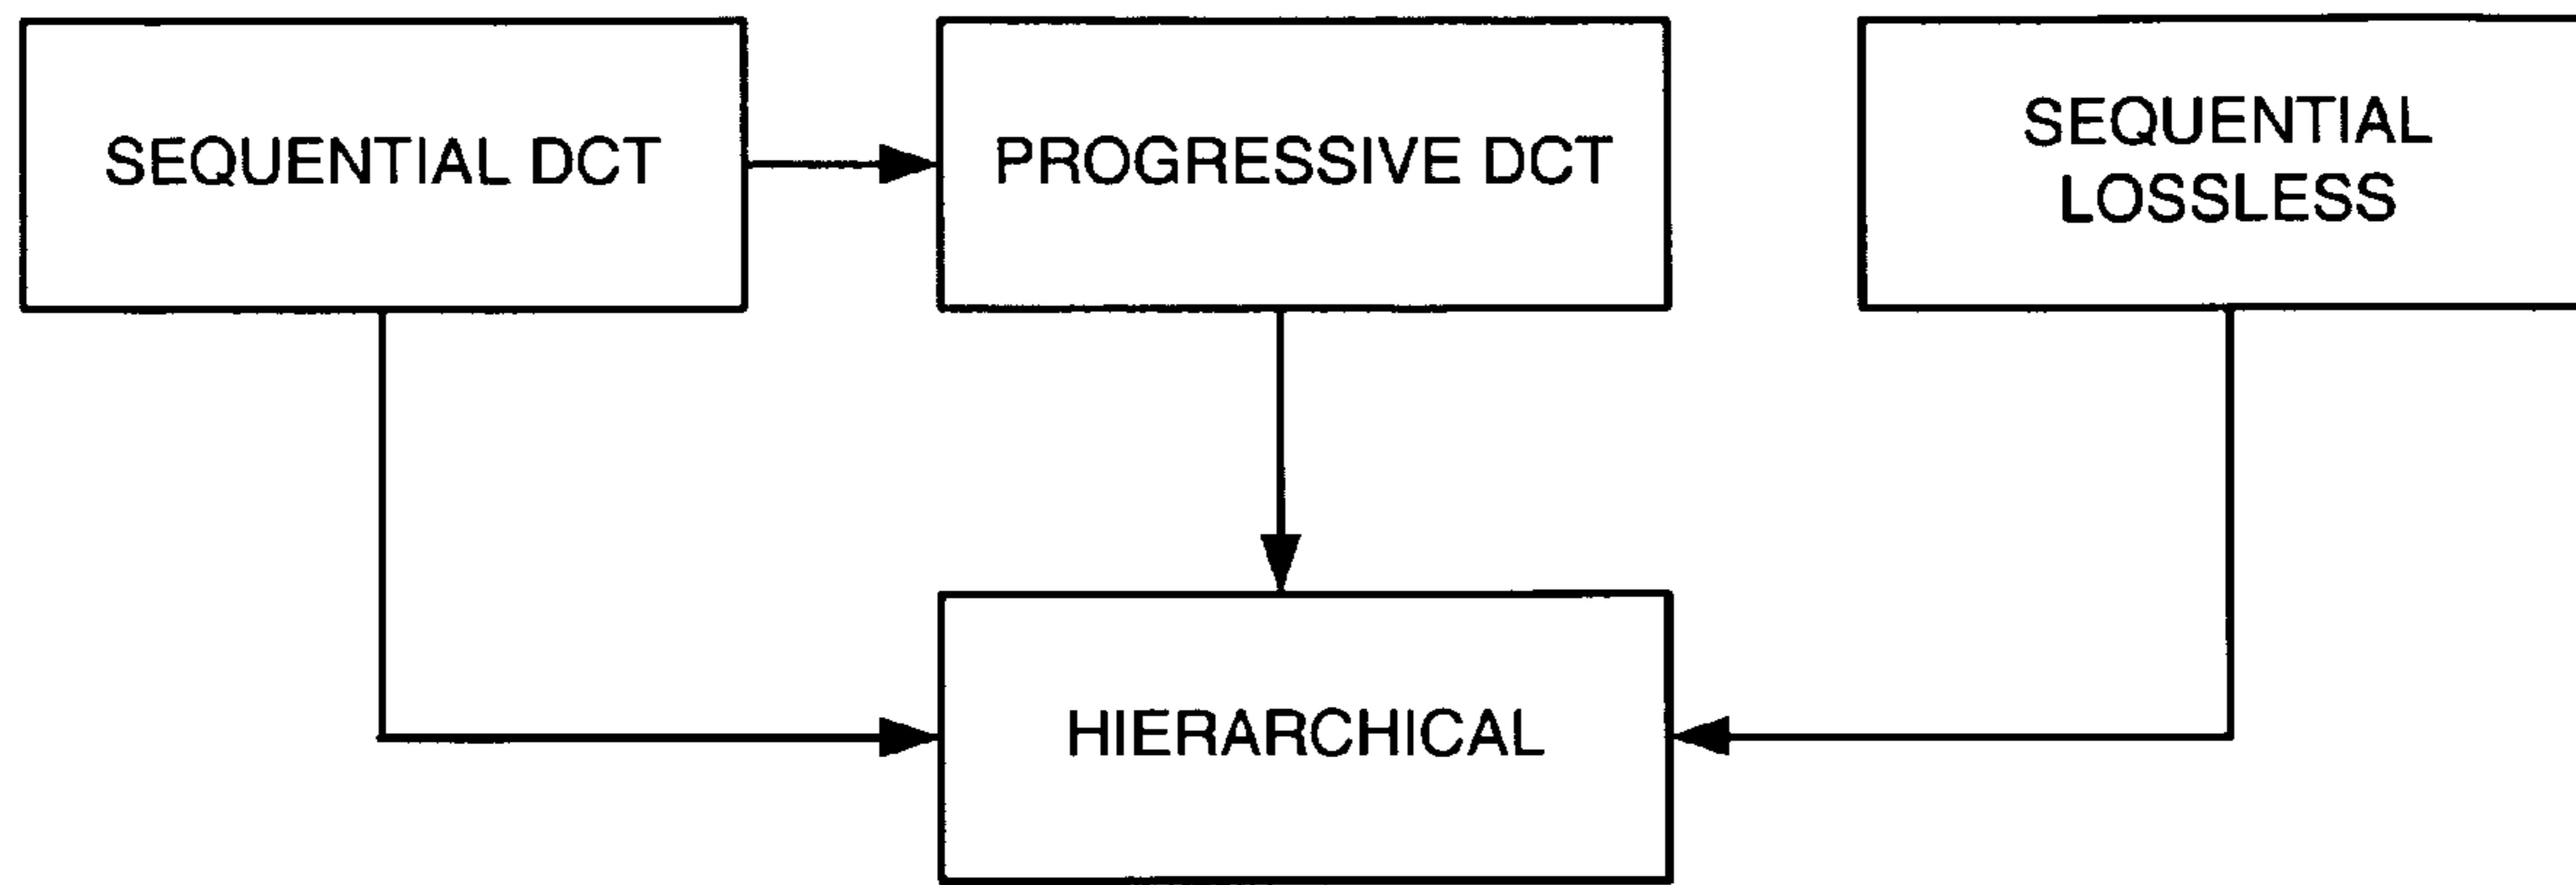 SEQUENTIAL DCT
PROGRESSIVE DCT
SEQUENTIAL
LOSSLESS
HIERARCHICAL